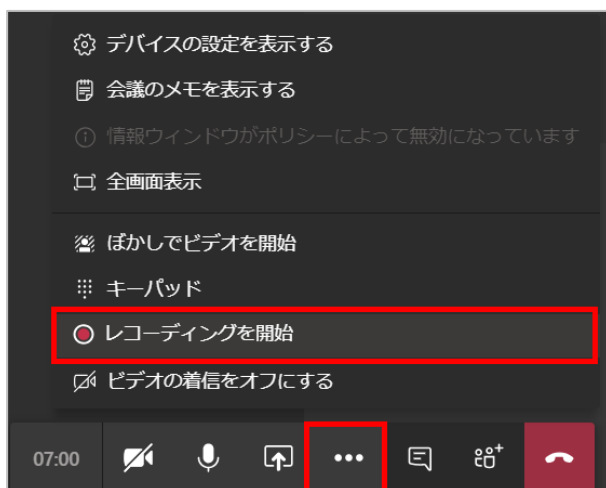 デバイスの設定を表示する
会議のメモを表示する
情報ウィンドウがポリシーによって無効になっています
全画面表示
ぼかしでビデオを開始
キーパッド
レコーディングを開始
ビデオの着信をオフにする
07:00